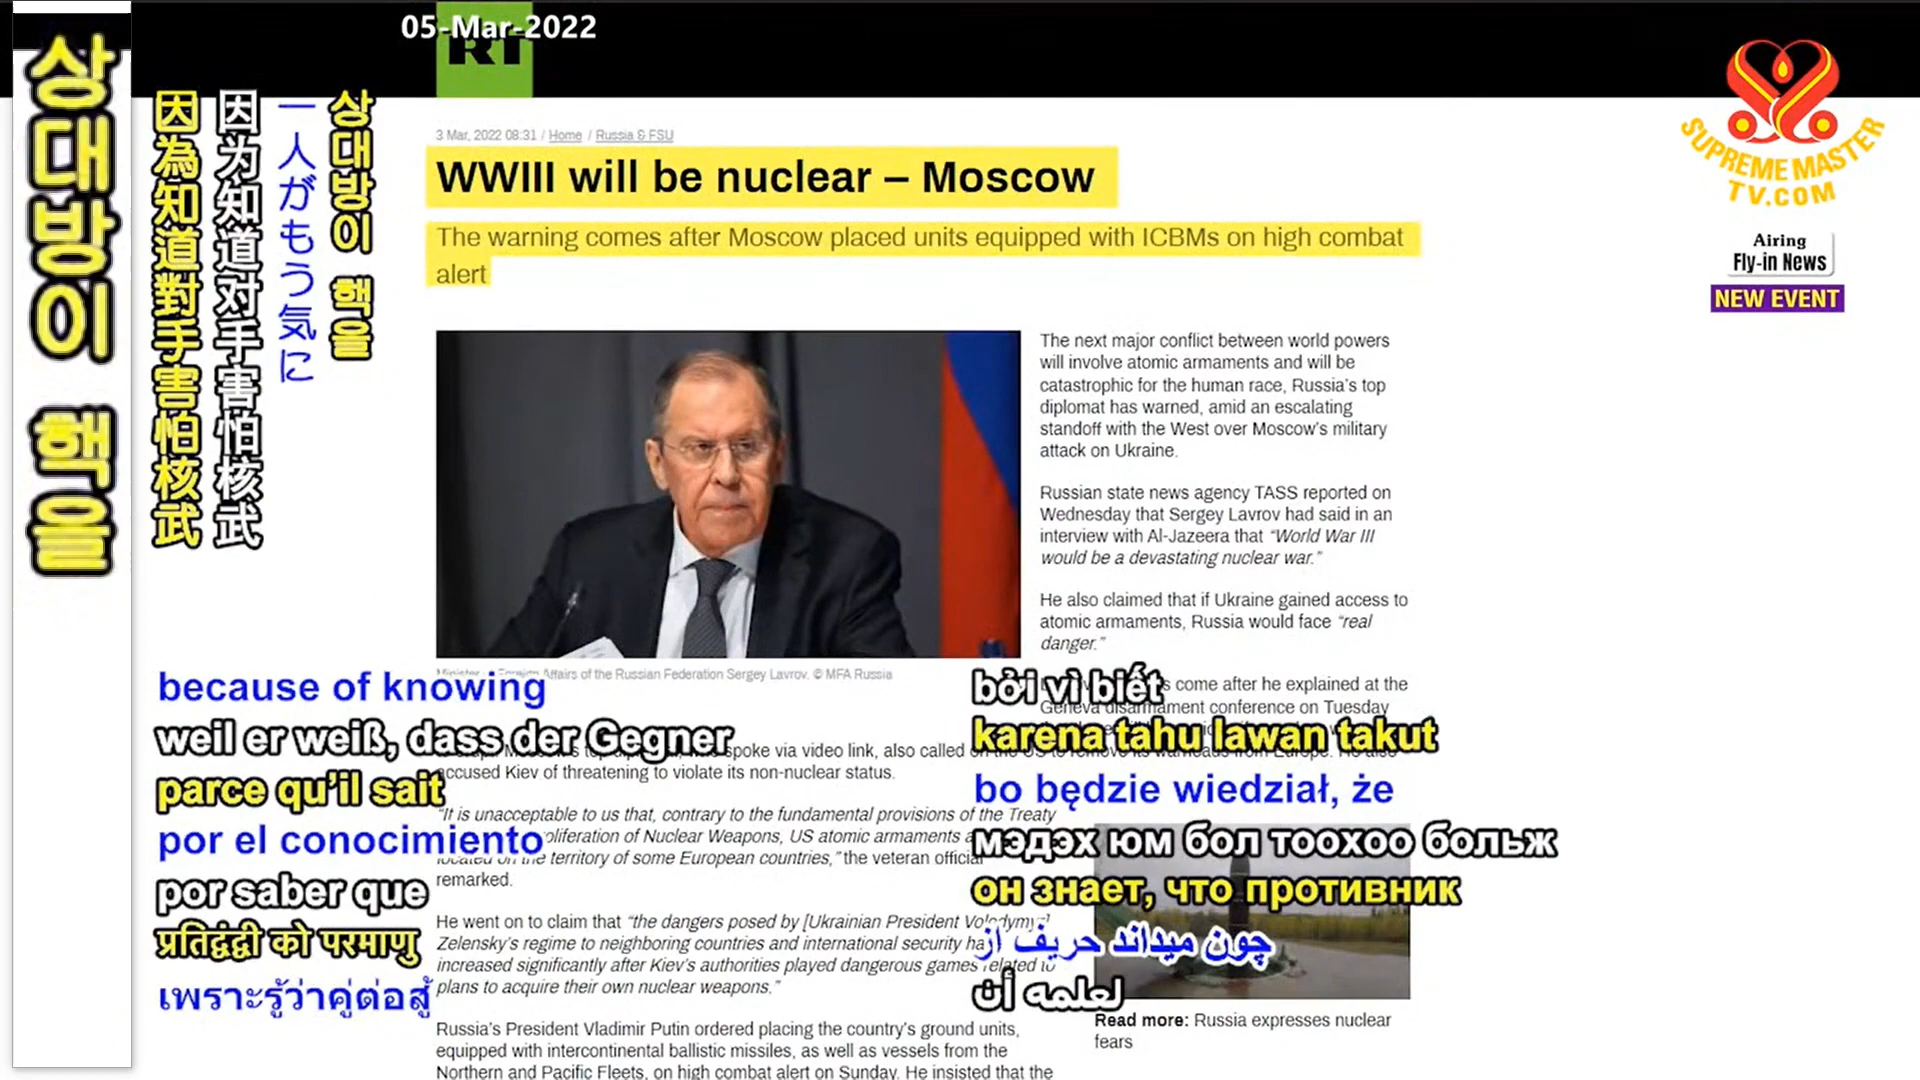 05-Mar-2022
RT
상대방이 핵을
因為知道對手害怕核武
因为知道对手害怕核武
一人がもう気に
상대방이 핵을
SUPREME MASTER
TV.COM
Airing
Fly-in News
NEW EVENT
3 Mar, 2022 08:31 / Home / Russia & FSU
WWIII will be nuclear – Moscow
The warning comes after Moscow placed units equipped with ICBMs on high combat
alert
The next major conflict between world powers
will involve atomic armaments and will be
catastrophic for the human race, Russia's top
diplomat has warned, amid an escalating
standoff with the West over Moscow's military
attack on Ukraine.
Russian state news agency TASS reported on
Wednesday that Sergey Lavrov had said in an
interview with Al-Jazeera that “World War III
would be a devastating nuclear war.”
He also claimed that if Ukraine gained access to
atomic armaments, Russia would face “real
danger.”
come after he explained at the
Geneva disarmament conference on Tuesday
Affairs of the Russian Federation Sergey Lavrov. © MFA Russia
spoke via video link, also called
accused Kiev of threatening to violate its non-nuclear status.
“It is unacceptable to us that, contrary to the fundamental provisions of the Treaty
of Nuclear Weapons, US atomic armaments
territory of some European countries,” the veteran official
remarked.
He went on to claim that “the dangers posed by [Ukrainian President Volodymyr]
Zelensky's regime to neighboring countries and international security
increased significantly after Kiev's authorities played dangerous games related to
plans to acquire their own nuclear weapons.”
Russia's President Vladimir Putin ordered placing the country's ground units,
equipped with intercontinental ballistic missiles, as well as vessels from the
Northern and Pacific Fleets, on high combat alert on Sunday. He insisted that the
Read more: Russia expresses nuclear
fears
because of knowing
weil er weiß, dass der Gegner
parce qu'il sait
por el conocimiento
por saber que
प्रतिद्वंद्वी को परमाणु
เพราะรู้ว่าคู่ต่อสู้
bởi vì biết
karena tahu lawan takut
bo będzie wiedział, że
мэдэх юм бол тоохоо больж
он знает, что противник
چون میداند حریف از
لعلمه أن